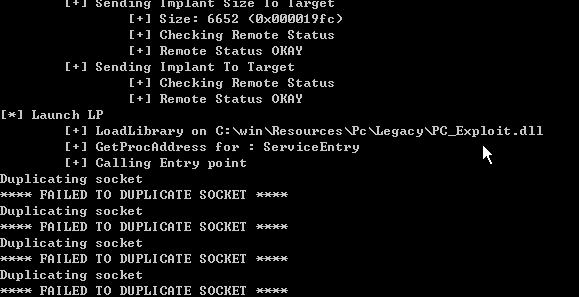 [+] Sending Implant Size To Target
[+] Size: 6652 (0x000019fc)
[+] Checking Remote Status
[+] Remote Status OKAY
[+] Sending Implant To Target
[+] Checking Remote Status
[+] Remote Status OKAY
[*] Launch LP
[+] LoadLibrary on C:\win\Resources\Pc\Legacy\PC_Exploit.dll
[+] GetProcAddress for : ServiceEntry
[+] Calling Entry point
Duplicating socket
**** FAILED TO DUPLICATE SOCKET ****
Duplicating socket
**** FAILED TO DUPLICATE SOCKET ****
Duplicating socket
**** FAILED TO DUPLICATE SOCKET ****
Duplicating socket
**** FAILED TO DUPLICATE SOCKET ****